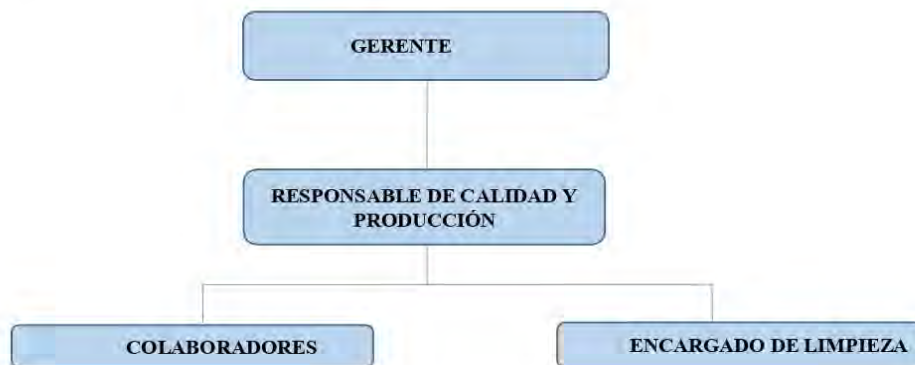 GERENTE
RESPONSABLE DE CALIDAD Y
PRODUCCIÓN
COLABORADORES
ENCARGADO DE LIMPIEZA